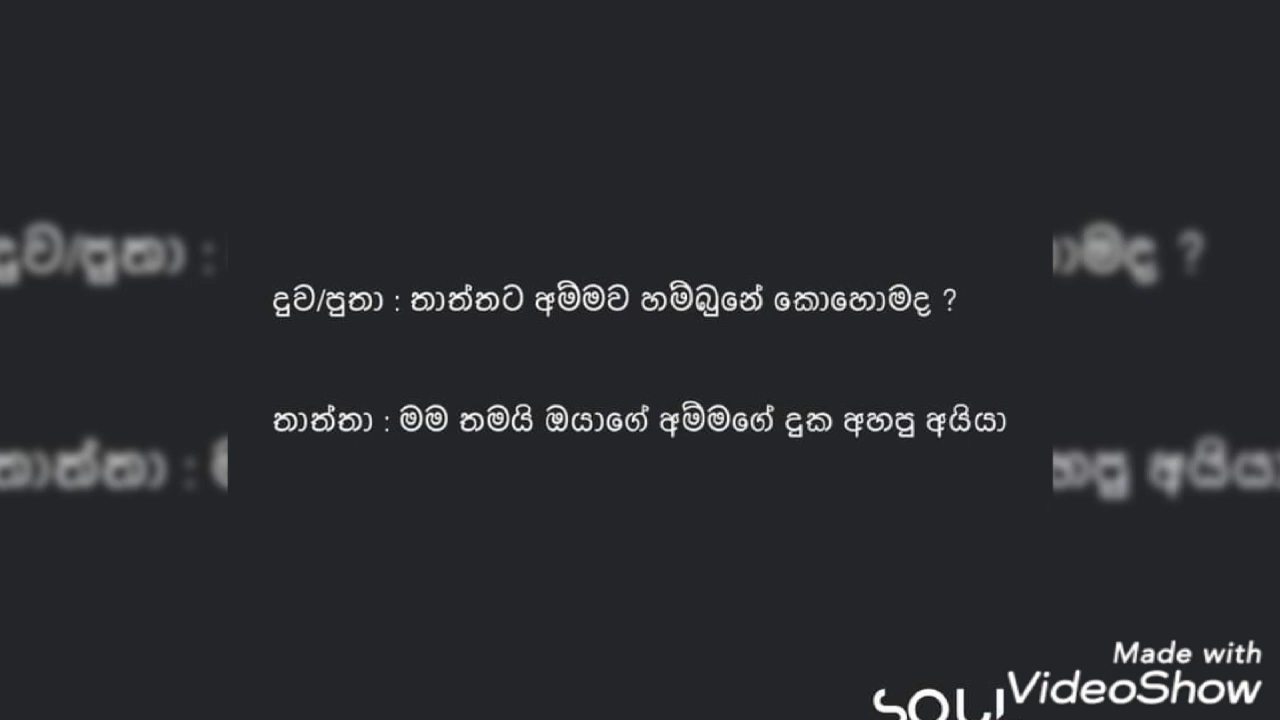 දුව/පුතා : තාත්තට අම්මව හම්බුනේ කොහොමද ?
තාත්තා : මම තමයි ඔයාගේ අම්මගේ දුක අහපු අයියා
Made with
VideoShow